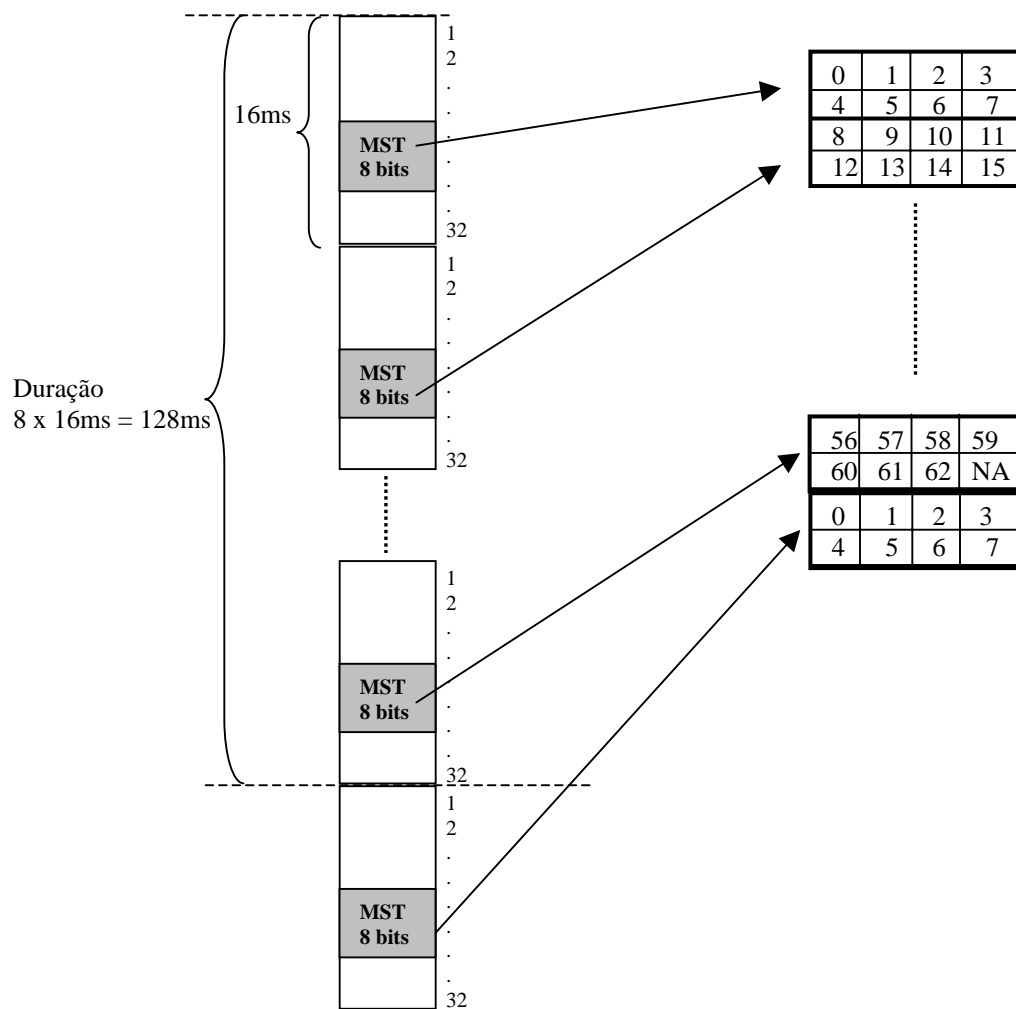 1
2
.
.
16ms
MST
8 bits
.
.
.
.
32
1
2
.
.
.
MST
8 bits
.
.
.
32
Duração
8 x 16ms = 128ms
1
2
.
.
.
MST
8 bits
.
.
.
32
1
2
.
.
.
MST
8 bits
.
.
.
32
0 1 2 3
4 5 6 7
8 9 10 11
12 13 14 15
56 57 58 59
60 61 62 NA
0 1 2 3
4 5 6 7